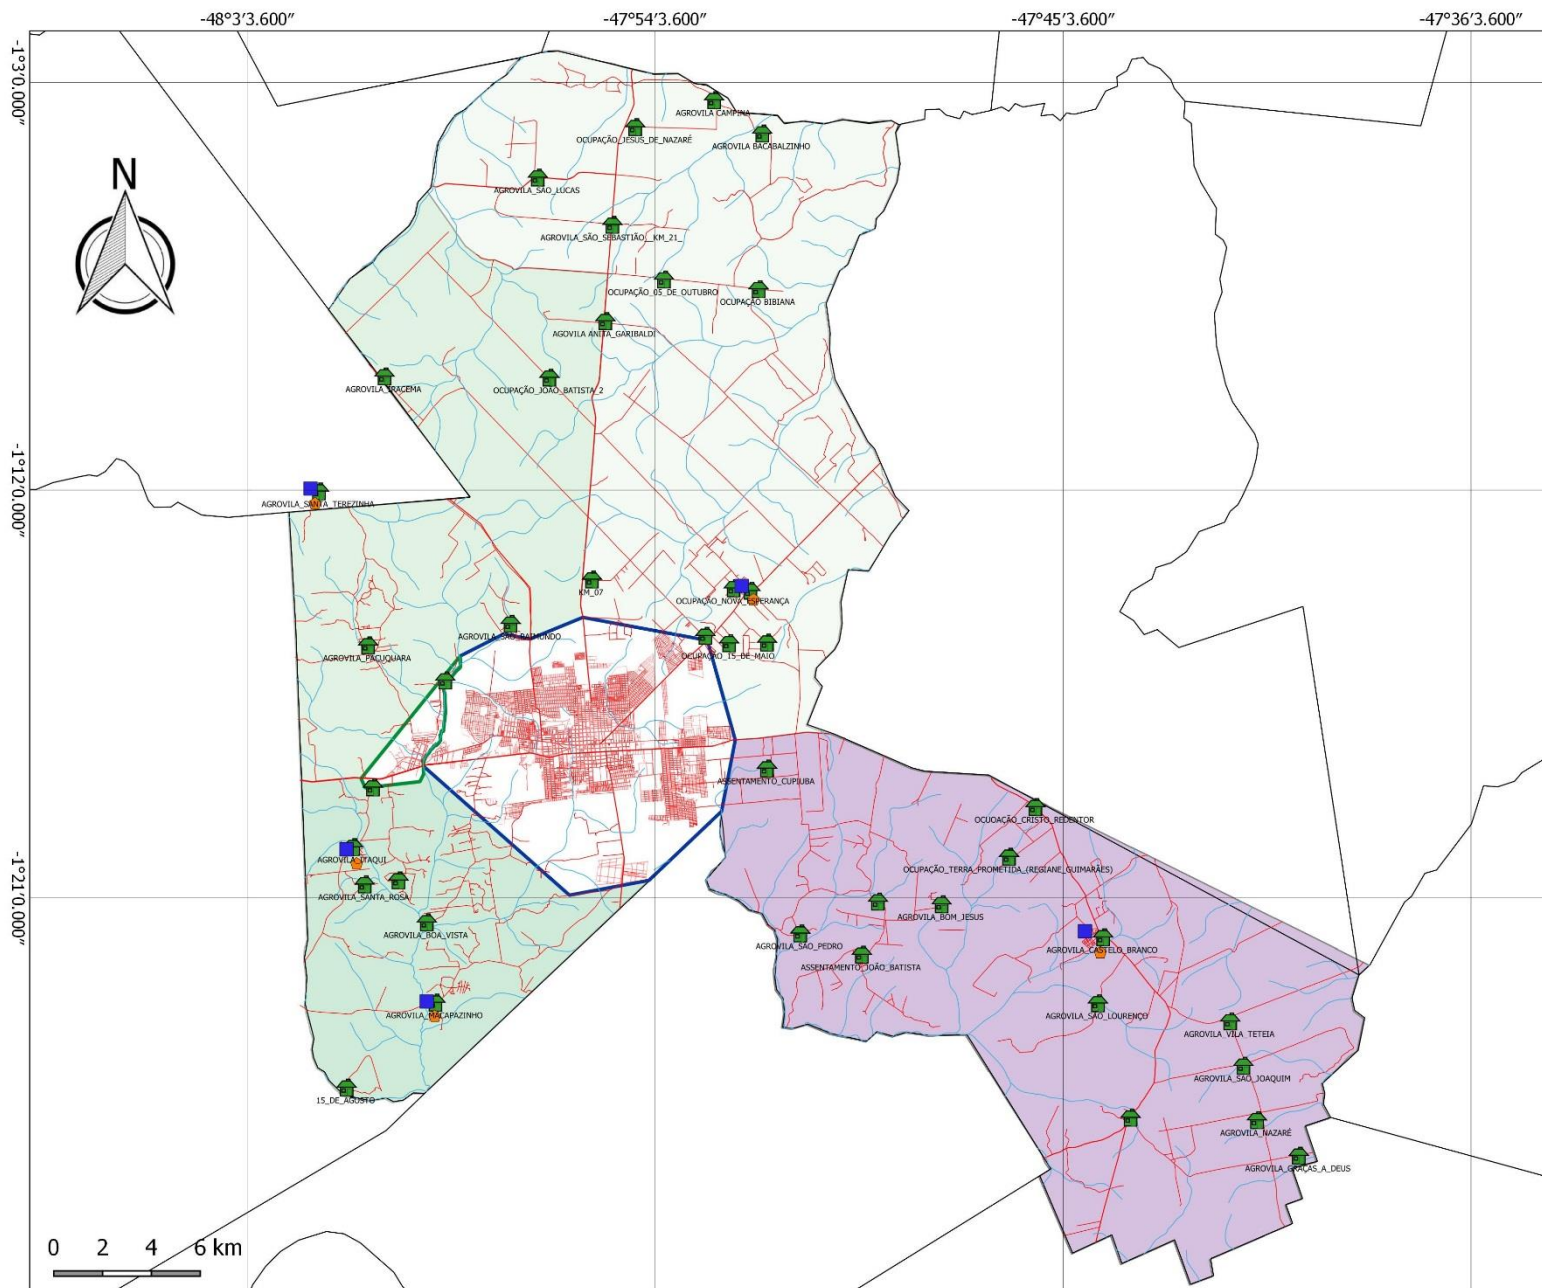 -48°3′3.600″
-47°54′3.600″
-47°45′3.600″
-47°36′3.600″
-1°3′0.000″
N
AGROVILA CAMPINA
OCUPAÇÃO_JESUS_DE_NAZARÉ
AGROVILA BACABALZINHO
AGROVILA_SÃO_LUCAS
AGROVILA_SÃO_SEBASTIÃO__KM_21_
OCUPAÇÃO_05_DE_OUTUBRO
OCUPAÇÃO BIBIANA
AGOVILA ANITA_GARIBALDI
AGROVILA_IRACEMA
OCUPAÇÃO_JOÃO_BATISTA_2
-1°12′0.000″
AGROVILA_SANTA_TEREZINHA
KM_07
OCUPAÇÃO_NOVA_ESPERANÇA
AGROVILA_SÃO_RAIMUNDO
AGROVILA_PACUQUARA
OCUPAÇÃO_15_DE_MAIO
ASSENTAMENTO_CUPIUBA
OCUOAÇÃO_CRISTO_REDENTOR
AGROVILA_ITAQUI
OCUPAÇÃO_TERRA_PROMETIDA_(REGIANE_GUIMARÃES)
-1°21′0.000″
AGROVILA_SANTA_ROSA
AGROVILA_BOM_JESUS
AGROVILA_BOA_VISTA
AGROVILA_SÃO_PEDRO
AGROVILA_CASTELO_BRANCO
ASSENTAMENTO_JOÃO_BATISTA
AGROVILA_MACAPAZINHO
AGROVILA_SÃO_LOURENÇO
AGROVILA_VILA_TETEIA
AGROVILA_SÃO_JOAQUIM
15_DE_AGOSTO
AGROVILA_NAZARÉ
AGROVILA_GRAÇAS_A_DEUS
0 2 4 6 km